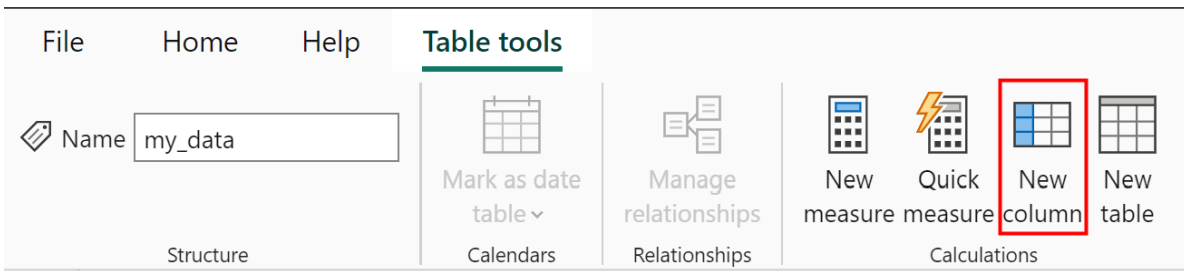 File Home Help Table tools
Name my_data
Mark as date
table
Manage
relationships
New
measure
Quick
measure
New
column
New
table
Structure Calendars Relationships Calculations